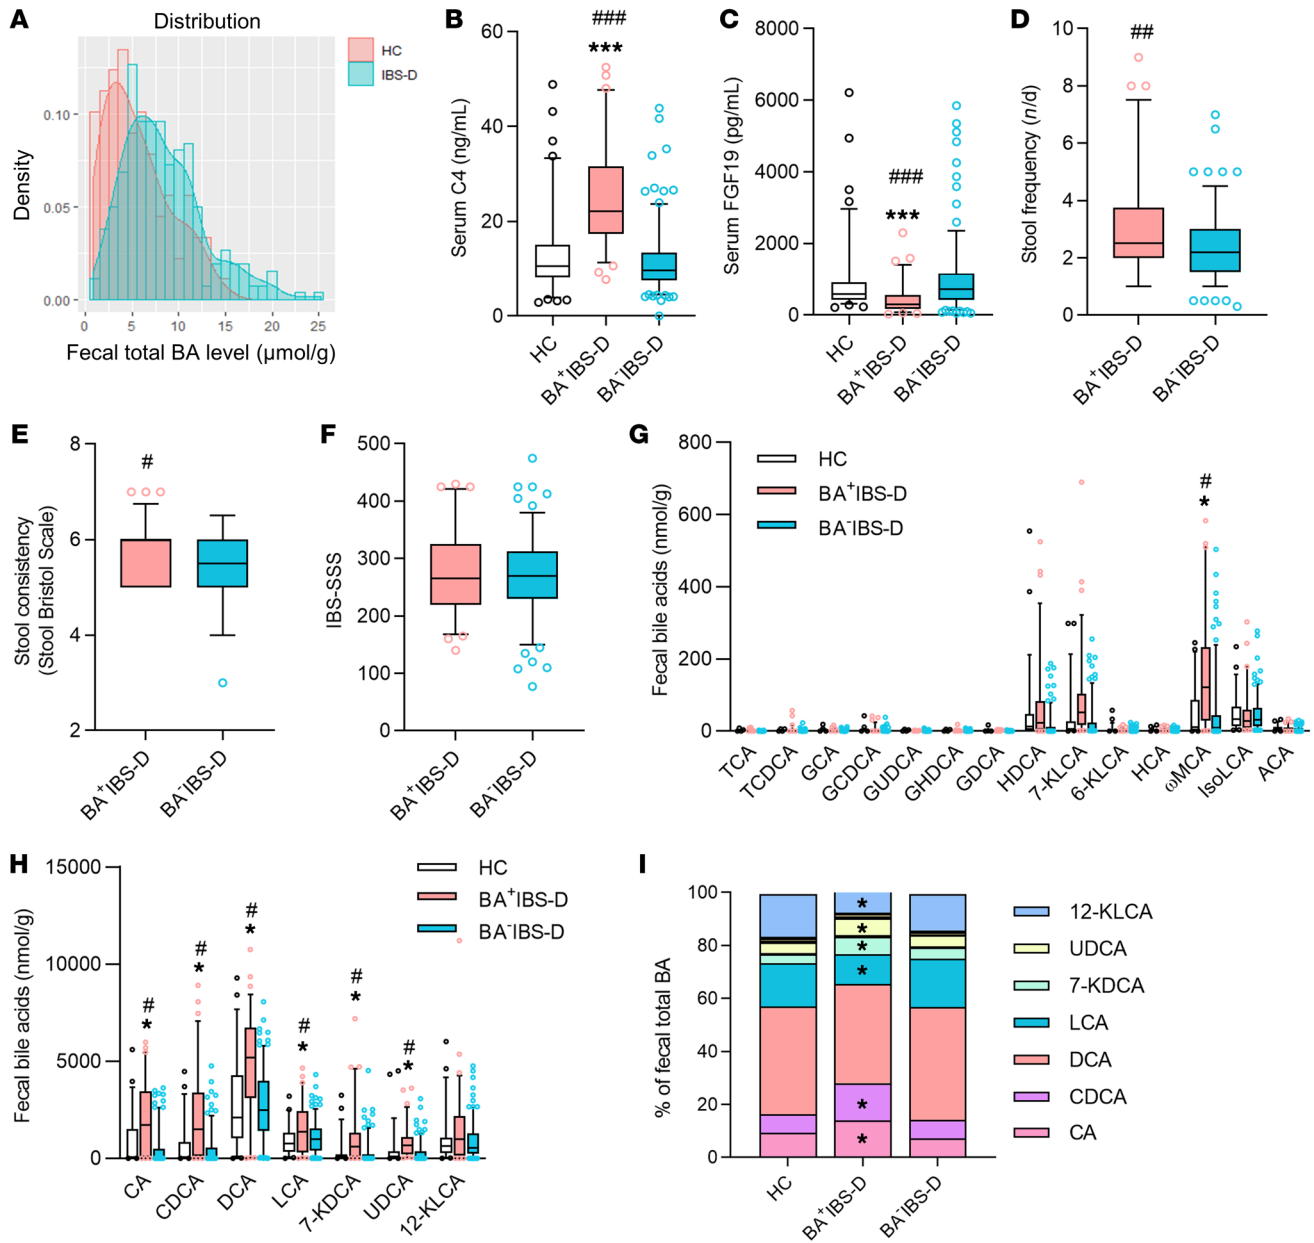 A
Distribution
HC
IBS-D
Density
0.10
0.05
0.00
0 5 10 15 20 25
Fecal total BA level (μmol/g)
B
Serum C4 (ng/mL)
60
40
20
0
###
***
HC
BA+IBS-D
BA-IBS-D
C
Serum FGF19 (pg/mL)
8000
6000
4000
2000
0
###
***
HC
BA+IBS-D
BA-IBS-D
D
Stool frequency (n/d)
10
8
6
4
2
0
##
BA+IBS-D
BA-IBS-D
E
Stool consistency
(Stool Bristol Scale)
8
6
4
2
#
BA+IBS-D
BA-IBS-D
F
IBS-SSS
500
400
300
200
100
0
BA+IBS-D
BA-IBS-D
G
Fecal bile acids (nmol/g)
800
600
400
200
0
HC
BA+IBS-D
BA-IBS-D
#
*
TCA
TCDCA
GCA
GCDCA
GUDCA
GHDCA
GDCA
HDCA
7-KLCA
6-KLCA
HCA
ωMCA
IsoLCA
ACA
H
Fecal bile acids (nmol/g)
15000
10000
5000
0
HC
BA+IBS-D
BA-IBS-D
#
*
#
*
#
*
#
*
#
*
#
*
CA
CDCA
DCA
LCA
7-KDCA
UDCA
12-KLCA
I
% of fecal total BA
100
80
60
40
20
0
*
*
*
*
*
*
HC
BA+IBS-D
BA-IBS-D
12-KLCA
UDCA
7-KDCA
LCA
DCA
CDCA
CA